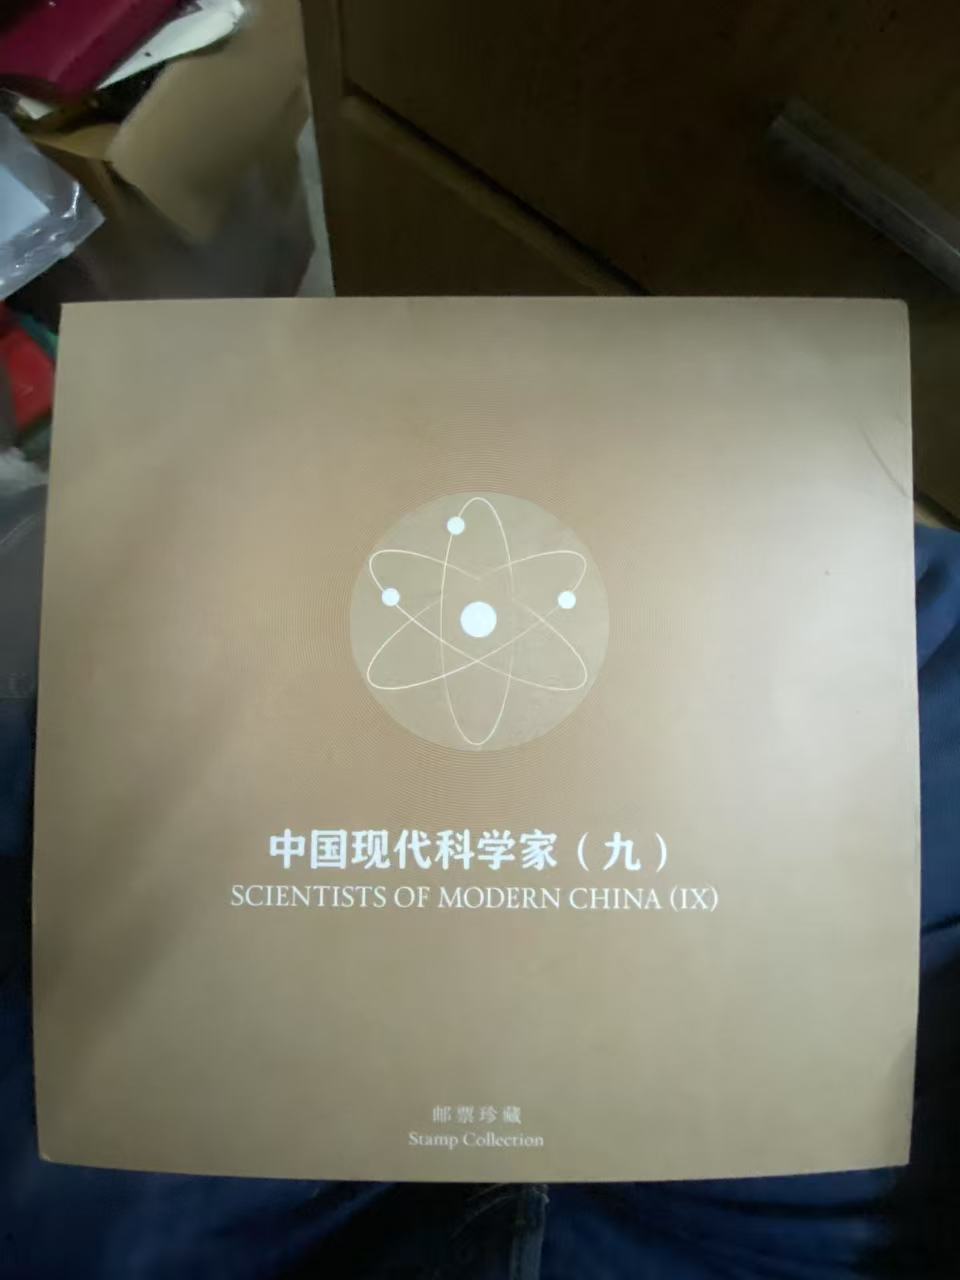 中国现代科学家（九）
SCIENTISTS OF MODERN CHINA (IX)
邮票珍藏
Stamp Collection